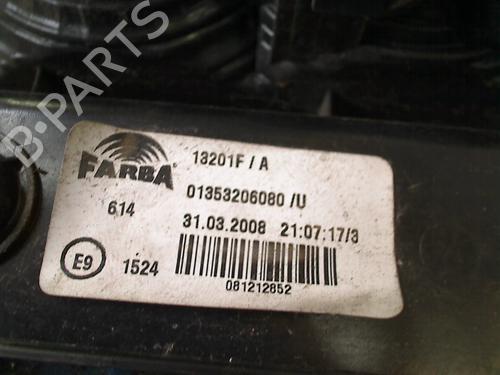 B-PARTS
FARBA
13201F / A
01353206080 /U
614
31.03.2008 21:07:17/3
E9
1524
081212852